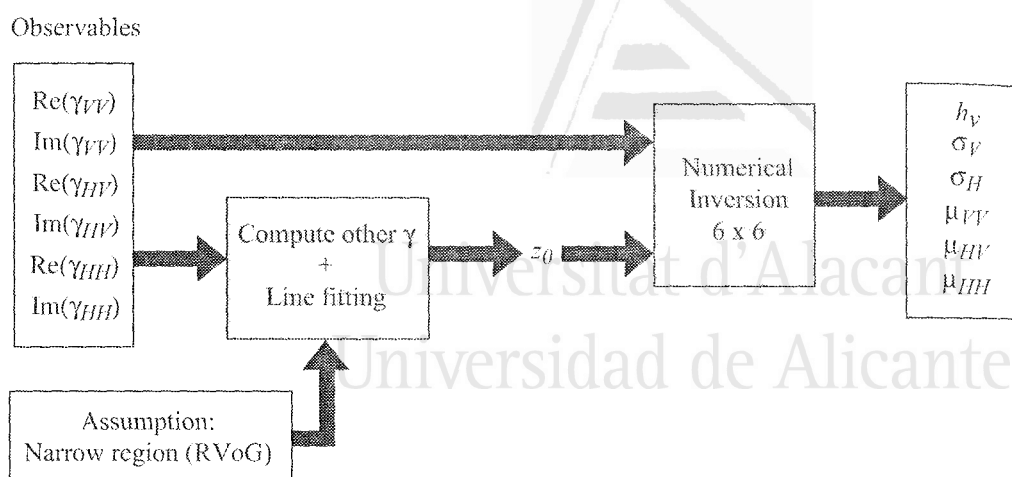 Observables
Re(γVV)
Im(γVV)
Re(γHV)
Im(γHV)
Re(γHH)
Im(γHH)
Compute other γ
+
Line fitting
z0
Numerical
Inversion
6 x 6
hV
σV
σH
μVV
μHV
μHH
Assumption:
Narrow region (RVoG)
Universitat d'Alacant
Universidad de Alicante